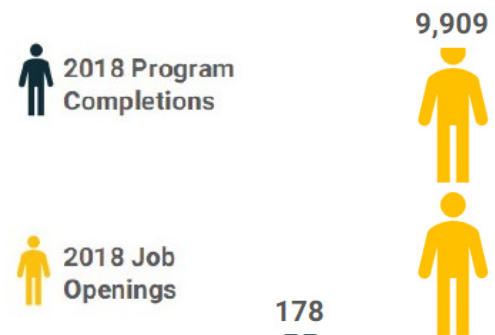 9,909
2018 Program
Completions
2018 Job
Openings
178